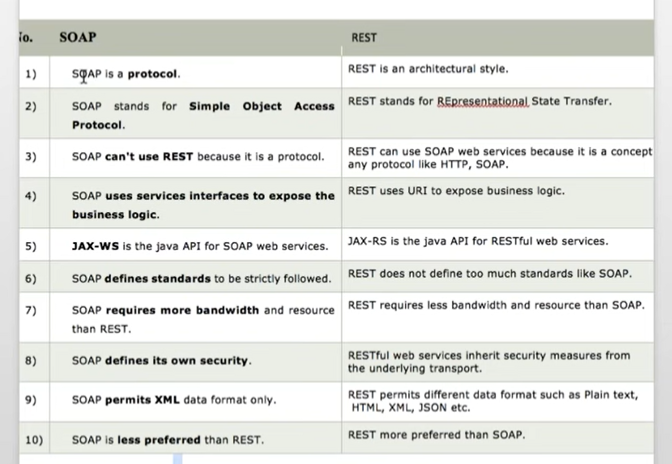 No. SOAP REST
1) SOAP is a protocol. REST is an architectural style.
2) SOAP stands for Simple Object Access REST stands for REpresentational State Transfer.
Protocol.
3) SOAP can't use REST because it is a protocol. REST can use SOAP web services because it is a concept
any protocol like HTTP, SOAP.
4) SOAP uses services interfaces to expose the REST uses URI to expose business logic.
business logic.
5) JAX-WS is the java API for SOAP web services. JAX-RS is the java API for RESTful web services.
6) SOAP defines standards to be strictly followed. REST does not define too much standards like SOAP.
7) SOAP requires more bandwidth and resource REST requires less bandwidth and resource than SOAP.
than REST.
8) SOAP defines its own security. RESTful web services inherit security measures from
the underlying transport.
9) SOAP permits XML data format only. REST permits different data format such as Plain text,
HTML, XML, JSON etc.
10) SOAP is less preferred than REST. REST more preferred than SOAP.